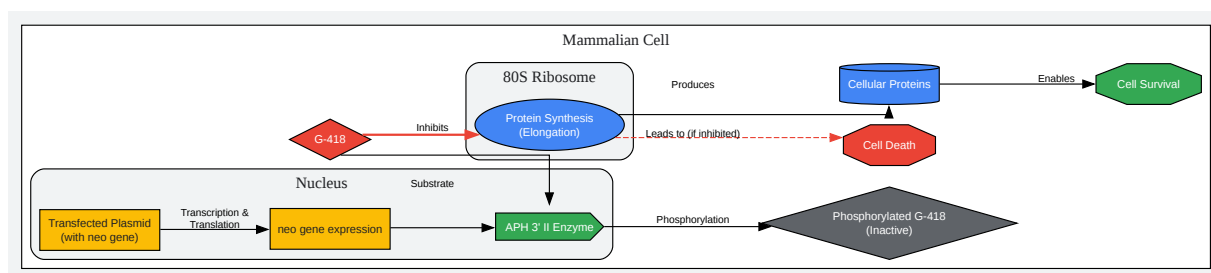 Mammalian Cell
80S Ribosome
Produces
Cellular Proteins
Enables
Cell Survival
Protein Synthesis
(Elongation)
G-418
Inhibits
Leads to (if inhibited)
Cell Death
Nucleus
Substrate
Transfected Plasmid
(with neo gene)
Transcription &
Translation
neo gene expression
APH 3' II Enzyme
Phosphorylation
Phosphorylated G-418
(Inactive)